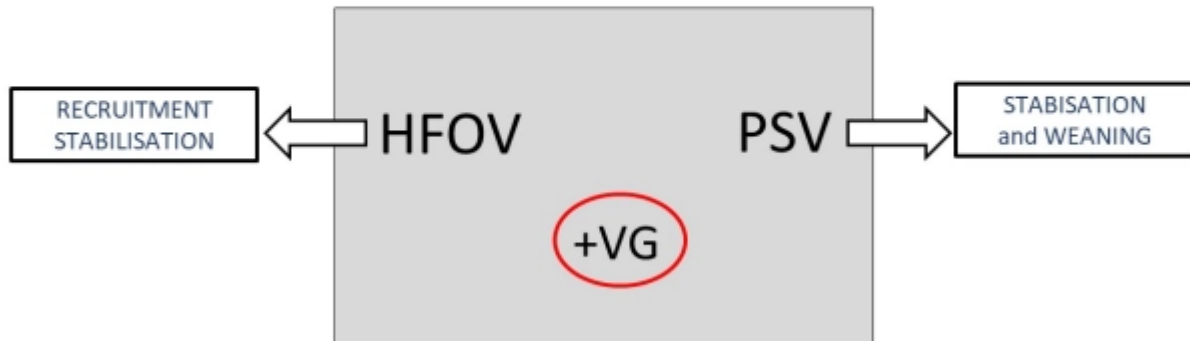 RECRUITMENT
STABILISATION
HFOV
PSV
STABISATION
and WEANING
+VG